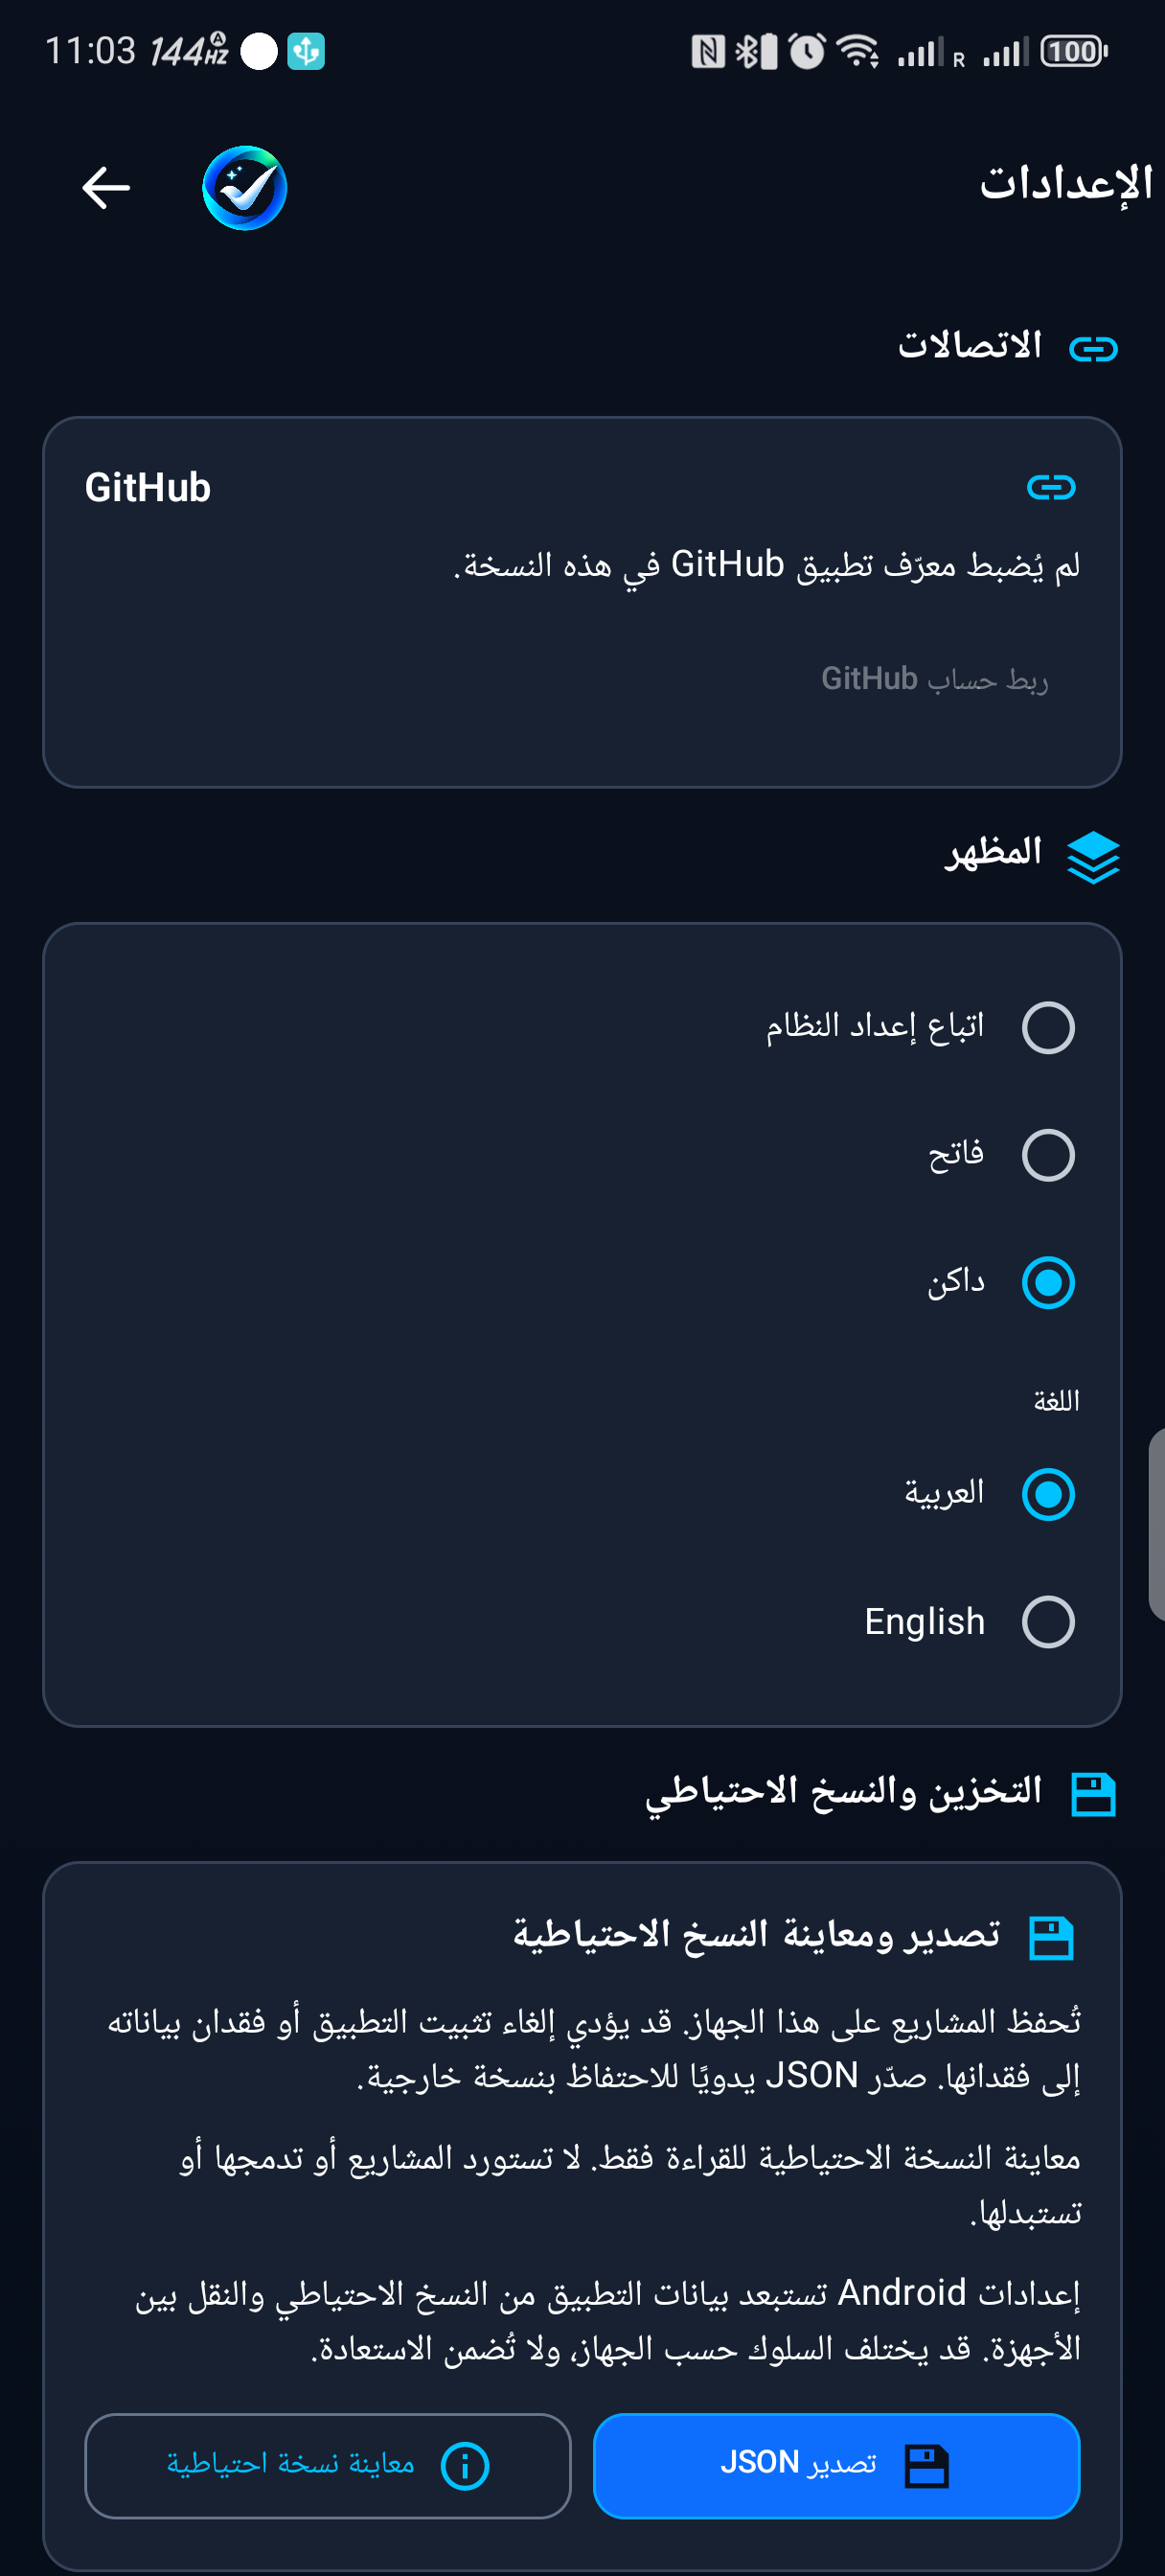 11:03 144HZ A
R 100
الإعدادات
الاتصالات
GitHub
لم يُضبط معرّف تطبيق GitHub في هذه النسخة.
ربط حساب GitHub
المظهر
اتباع إعداد النظام
فاتح
داكن
اللغة
العربية
English
التخزين والنسخ الاحتياطي
تصدير ومعاينة النسخ الاحتياطية
تُحفظ المشاريع على هذا الجهاز. قد يؤدي إلغاء تثبيت التطبيق أو فقدان بياناته
إلى فقدانها. صدّر JSON يدويًا للاحتفاظ بنسخة خارجية.
معاينة النسخة الاحتياطية للقراءة فقط. لا تستورد المشاريع أو تدمجها أو
تستبدلها.
إعدادات Android تستبعد بيانات التطبيق من النسخ الاحتياطي والنقل بين
الأجهزة. قد يختلف السلوك حسب الجهاز، ولا تُضمن الاستعادة.
تصدير JSON
معاينة نسخة احتياطية